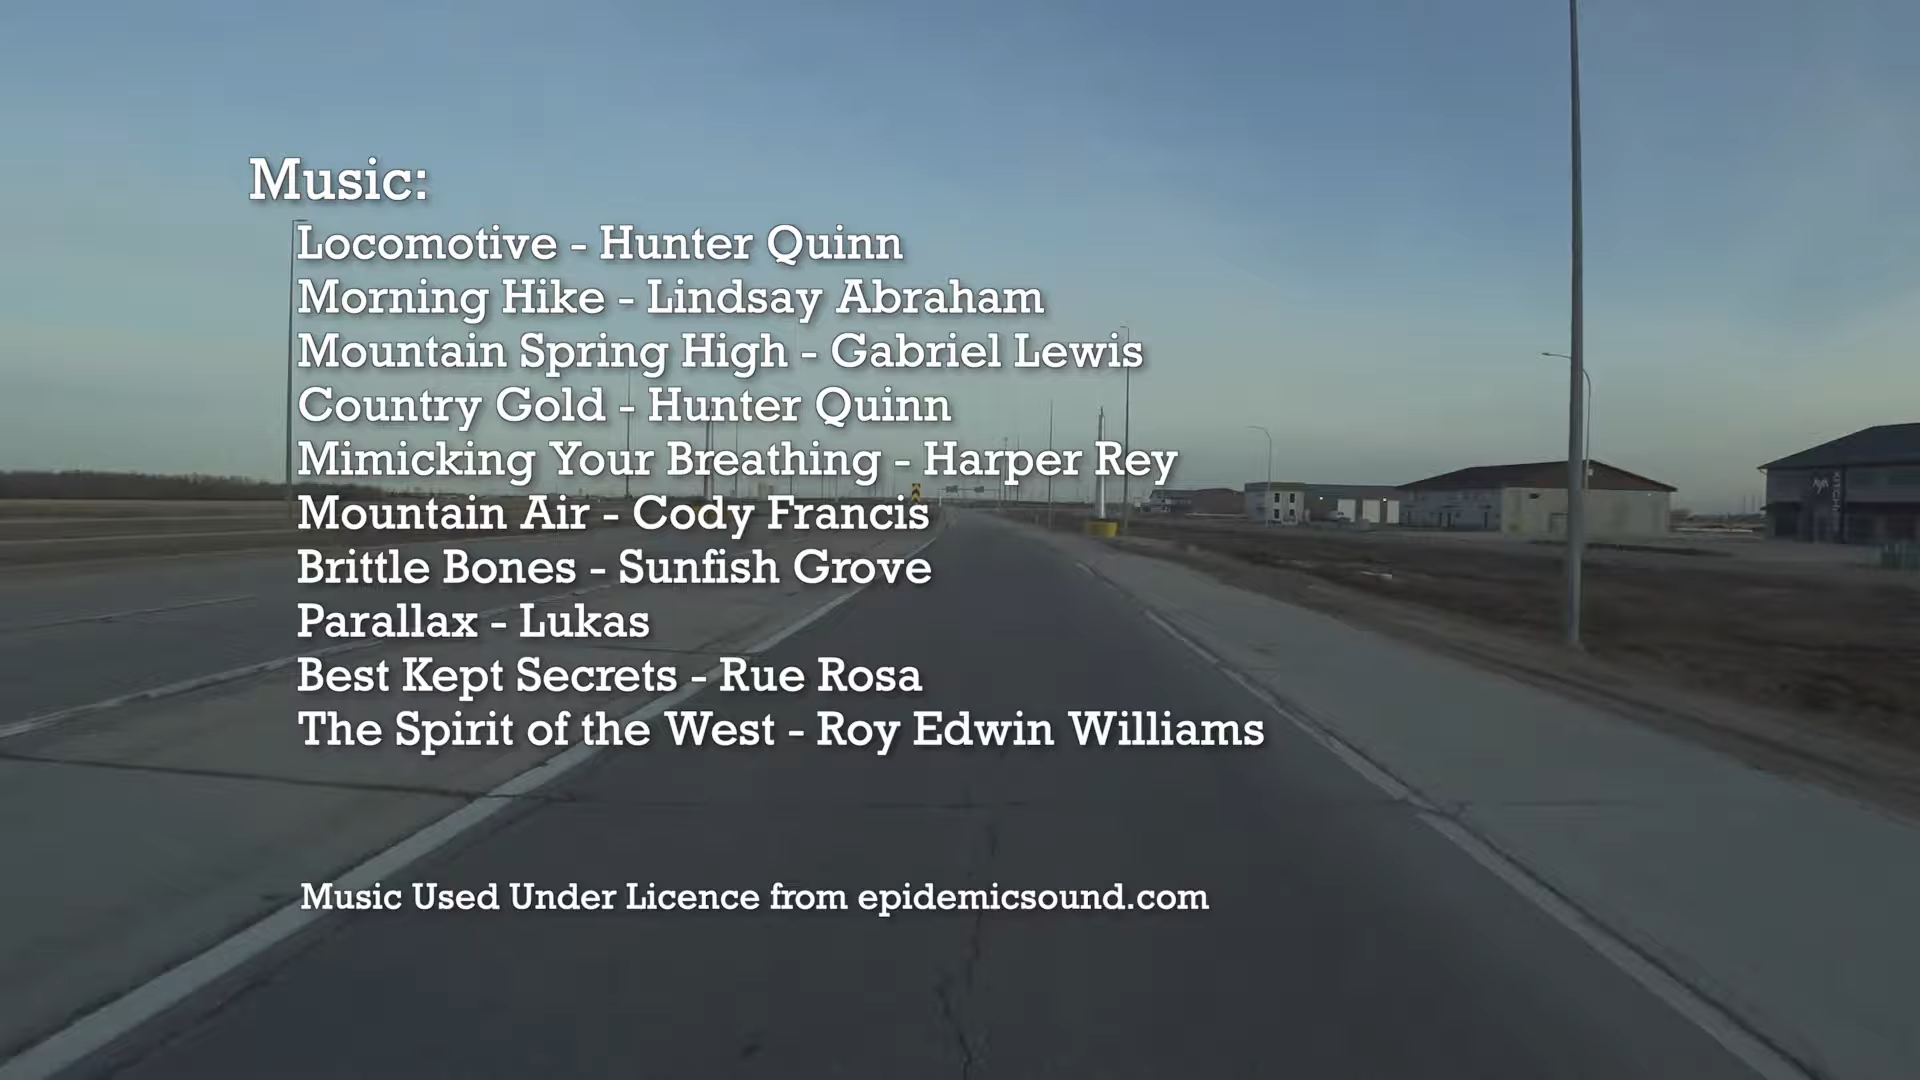 Music:
Locomotive - Hunter Quinn
Morning Hike - Lindsay Abraham
Mountain Spring High - Gabriel Lewis
Country Gold - Hunter Quinn
Mimicking Your Breathing - Harper Rey
Mountain Air - Cody Francis
Brittle Bones - Sunfish Grove
Parallax - Lukas
Best Kept Secrets - Rue Rosa
The Spirit of the West - Roy Edwin Williams
Music Used Under Licence from epidemicsound.com